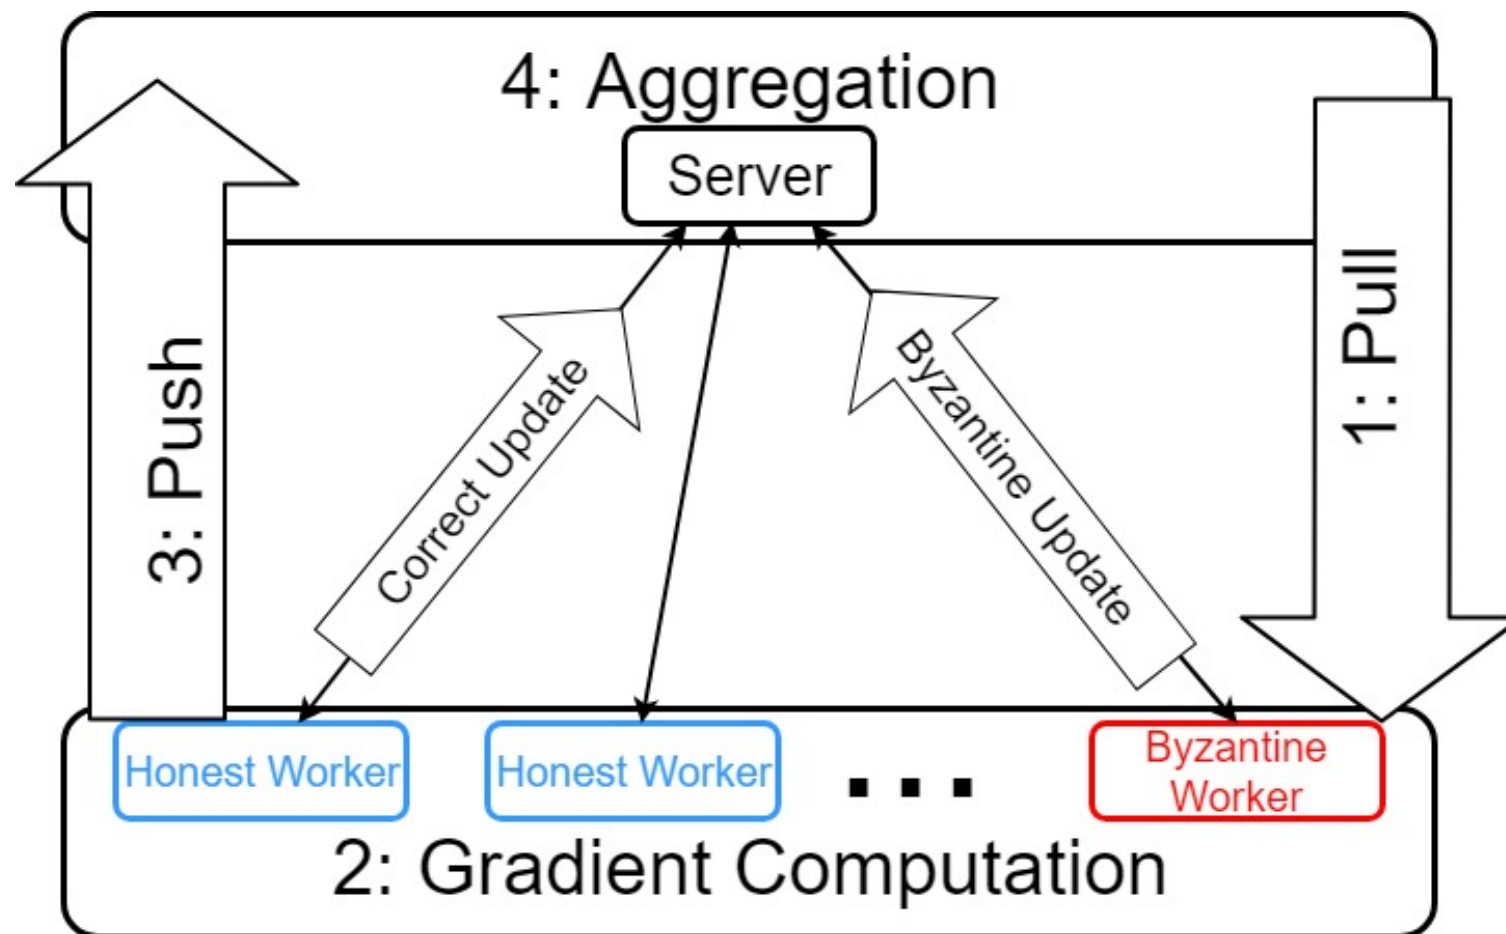 4: Aggregation
Server
3: Push
Correct Update
Byzantine Update
1: Pull
Honest Worker
Honest Worker
...
Byzantine
Worker
2: Gradient Computation